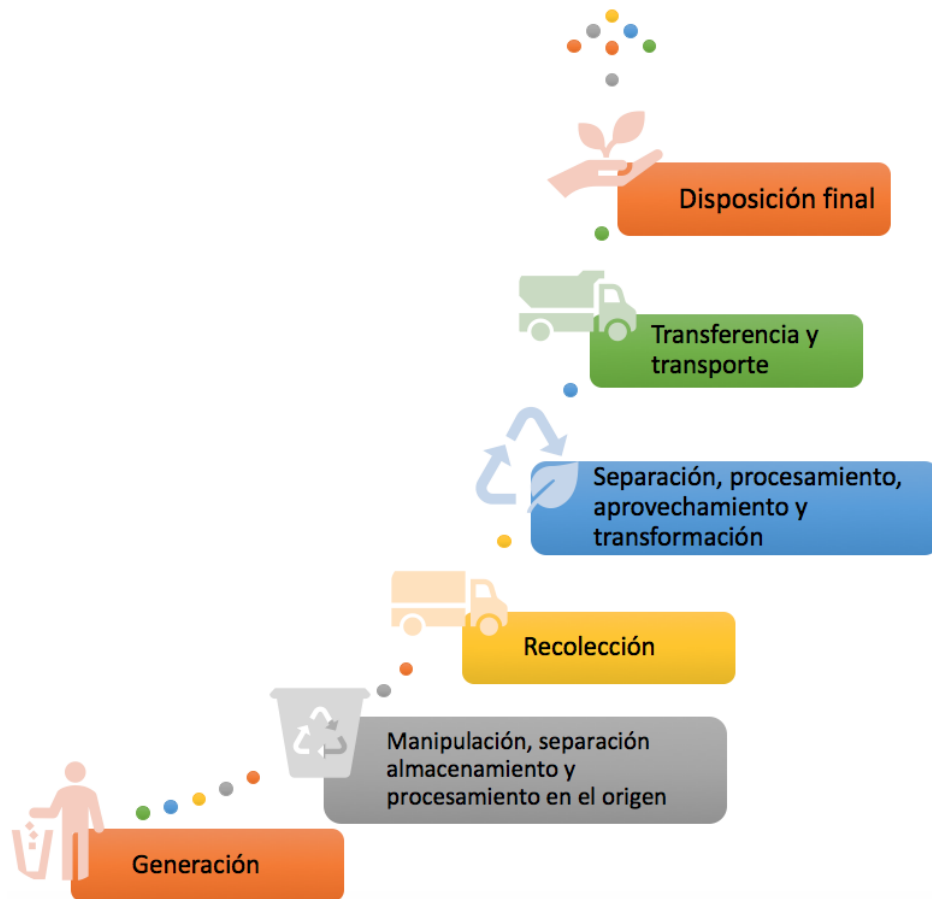 Disposición final
Transferencia y
transporte
Separación, procesamiento,
aprovechamiento y
transformación
Recolección
Manipulación, separación
almacenamiento y
procesamiento en el origen
Generación